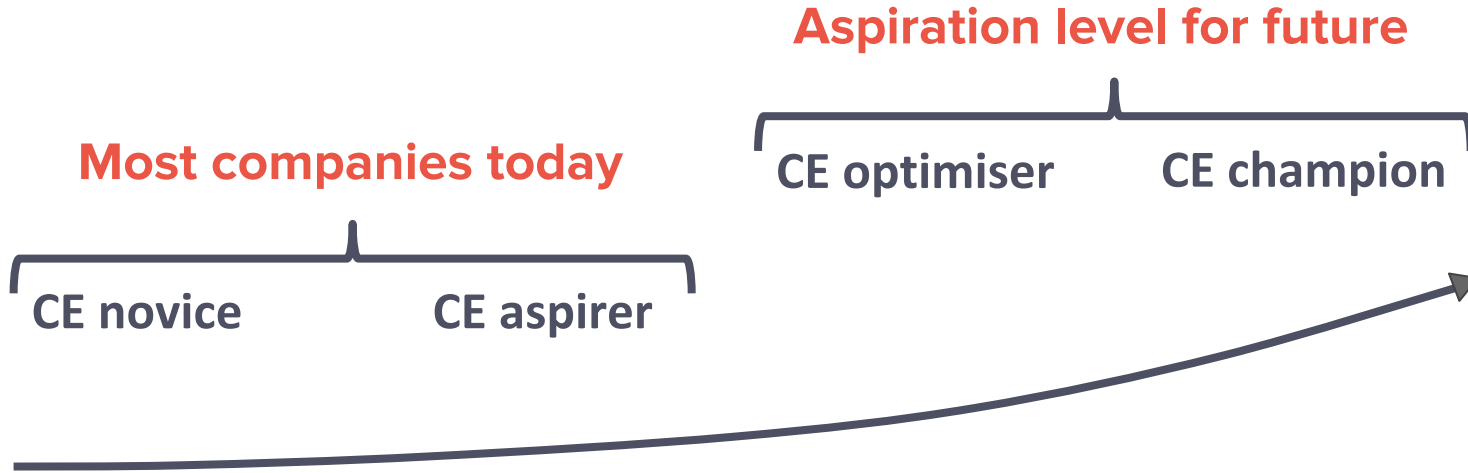 Aspiration level for future
Most companies today
CE optimiser
CE champion
CE novice
CE aspirer